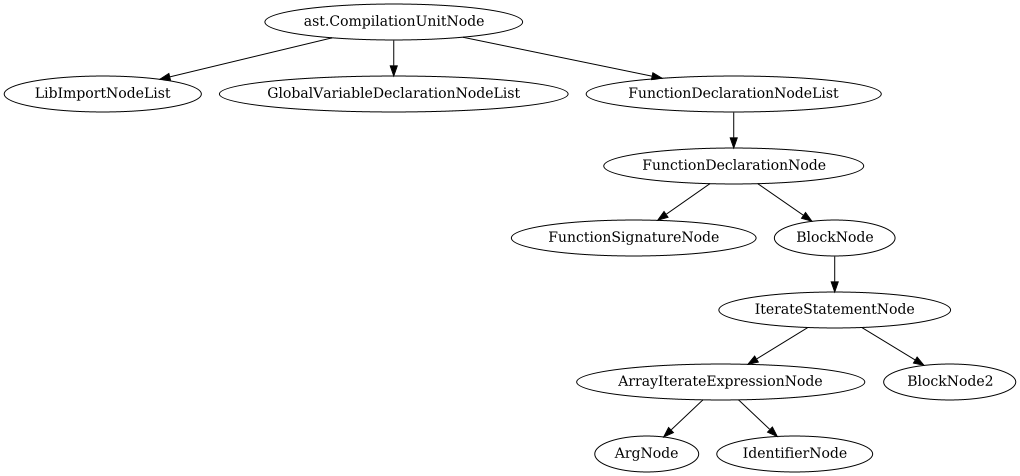 ast.CompilationUnitNode
LibImportNodeList
GlobalVariableDeclarationNodeList
FunctionDeclarationNodeList
FunctionDeclarationNode
FunctionSignatureNode
BlockNode
IterateStatementNode
ArrayIterateExpressionNode
BlockNode2
ArgNode
IdentifierNode